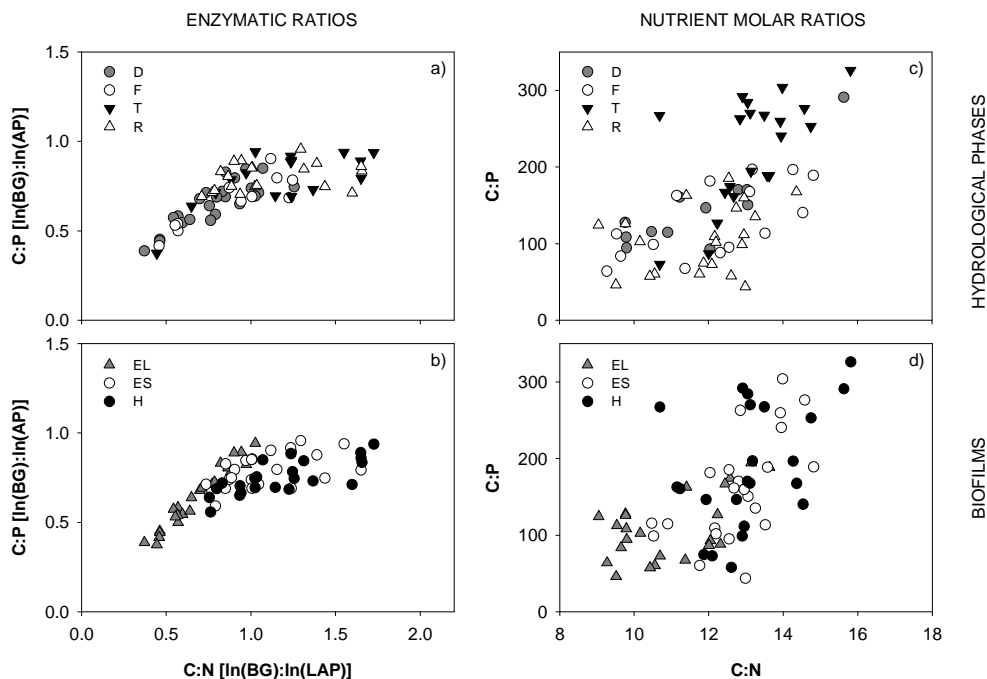 ENZYMATIC RATIOS
NUTRIENT MOLAR RATIOS
1.5
1.0
0.5
0.0
C:P [ln(BG):ln(AP)]
D
F
T
R
a)
300
200
100
0
C:P
D
F
T
R
c)
HYDROLOGICAL PHASES
1.5
1.0
0.5
0.0
C:P [ln(BG):ln(AP)]
EL
ES
H
b)
0.0
0.5
1.0
1.5
2.0
C:N [ln(BG):ln(LAP)]
300
200
100
0
C:P
EL
ES
H
d)
8
10
12
14
16
18
C:N
BIOFILMS